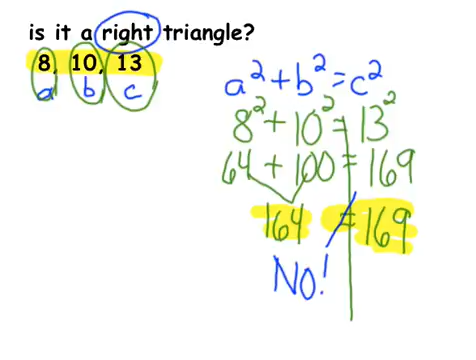 is it a right triangle?
8, 10, 13
a b c
a² + b² = c²
8² + 10² = 13²
64 + 100 = 169
164 ≠ 169
NO!